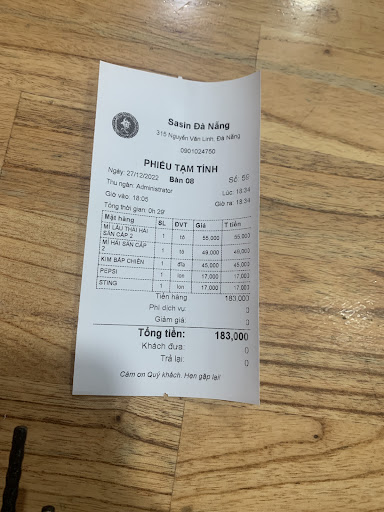 Sasin Đà Nẵng
315 Nguyễn Văn Linh, Đà Nẵng
0901024750
PHIẾU TẠM TÍNH
Ngày: 27/12/2022 Bàn 08 Số: 56
Thu ngân: Administrator Lúc: 18:34
Giờ vào: 18:05 Giờ ra: 18:34
Tổng thời gian: 0h 29'
Mặt hàng SL ĐVT Giá T tiền
MÌ LẨU THÁI HẢI SẢN CẤP 2 1 tô 55,000 55,000
MÌ HẢI SẢN CẤP 2 1 tô 49,000 49,000
KIM BẮP CHIÊN 1 đĩa 45,000 45,000
PEPSI 1 lon 17,000 17,000
STING 1 lon 17,000 17,000
Tiền hàng 183,000
Phí dịch vụ: 0
Giảm giá: 0
Tổng tiền: 183,000
Khách đưa: 0
Trả lại: 0
Cảm ơn Quý khách. Hẹn gặp lại!